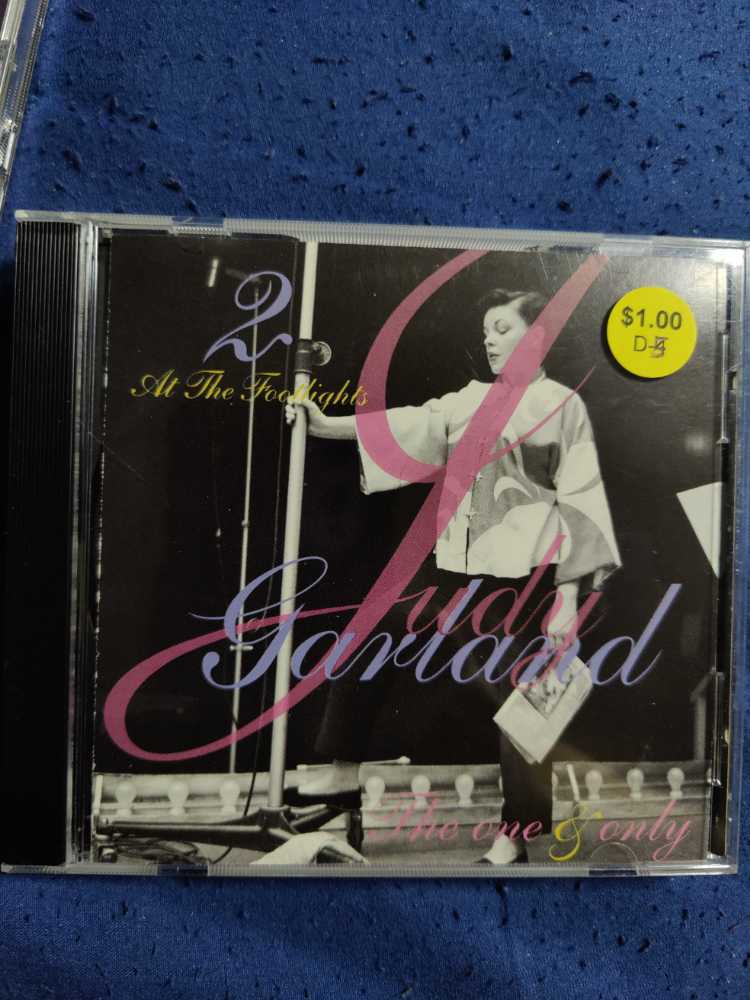 2
At The Footlights
$1.00
Judy
Garland
The one & only